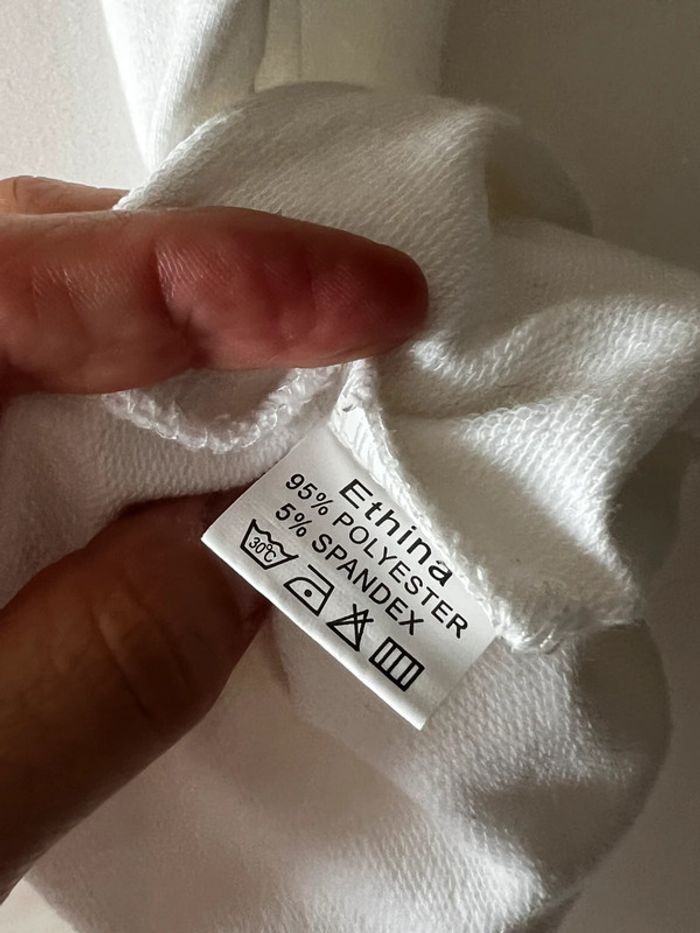 Ethina
95% POLYESTER
5% SPANDEX
30℃